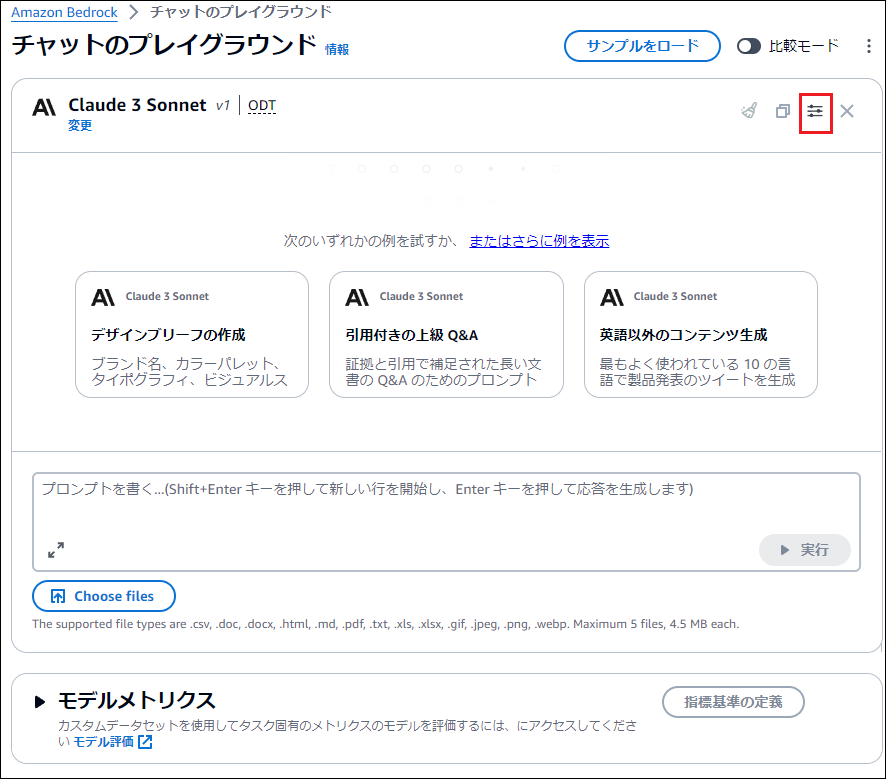 Amazon Bedrock > チャットのプレイグラウンド
チャットのプレイグラウンド 情報
サンプルをロード
比較モード
Claude 3 Sonnet v1 | ODT
変更
次のいずれかの例を試すか、 またはさらに例を表示
Claude 3 Sonnet
デザインブリーフの作成
ブランド名、カラーパレット、
タイポグラフィ、ビジュアルス
Claude 3 Sonnet
引用付きの上級 Q&A
証拠と引用で補足された長い文
書の Q&A のためのプロンプト
Claude 3 Sonnet
英語以外のコンテンツ生成
最もよく使われている 10 の言
語で製品発表のツイートを生成
プロンプトを書く...(Shift+Enter キーを押して新しい行を開始し、Enter キーを押して応答を生成します)
実行
Choose files
The supported file types are .csv, .doc, .docx, .html, .md, .pdf, .txt, .xls, .xlsx, .gif, .jpeg, .png, .webp. Maximum 5 files, 4.5 MB each.
モデルメトリクス
指標基準の定義
カスタムデータセットを使用してタスク固有のメトリクスのモデルを評価するには、にアクセスしてくださ
い モデル評価